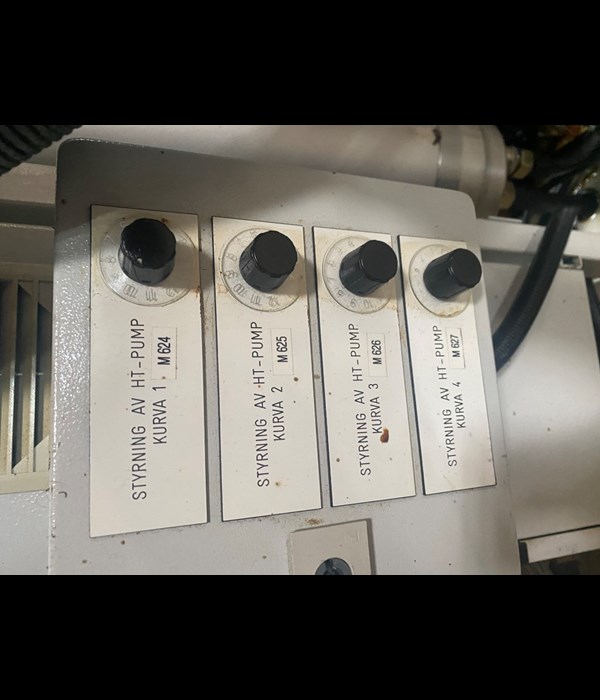 STYRNING AV HT-PUMP
KURVA 1
M 624
STYRNING AV HT-PUMP
KURVA 2
M 625
STYRNING AV HT-PUMP
KURVA 3
M 626
STYRNING AV HT-PUMP
KURVA 4
M 627